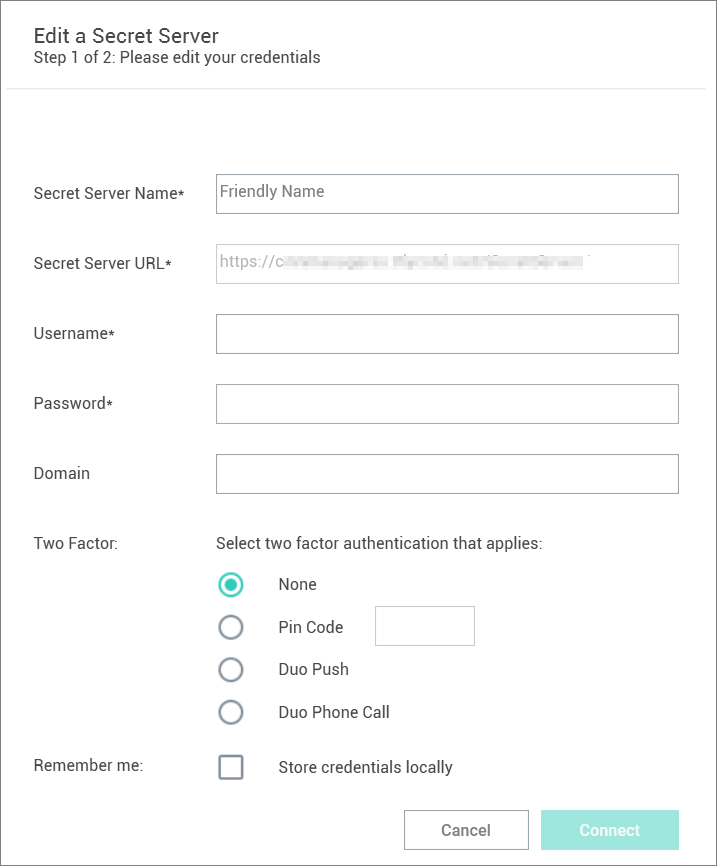 Edit a Secret Server
Step 1 of 2: Please edit your credentials
Secret Server Name*
Friendly Name
Secret Server URL*
https://c
Username*
Password*
Domain
Two Factor:
Select two factor authentication that applies:
None
Pin Code
Duo Push
Duo Phone Call
Remember me:
Store credentials locally
Cancel
Connect